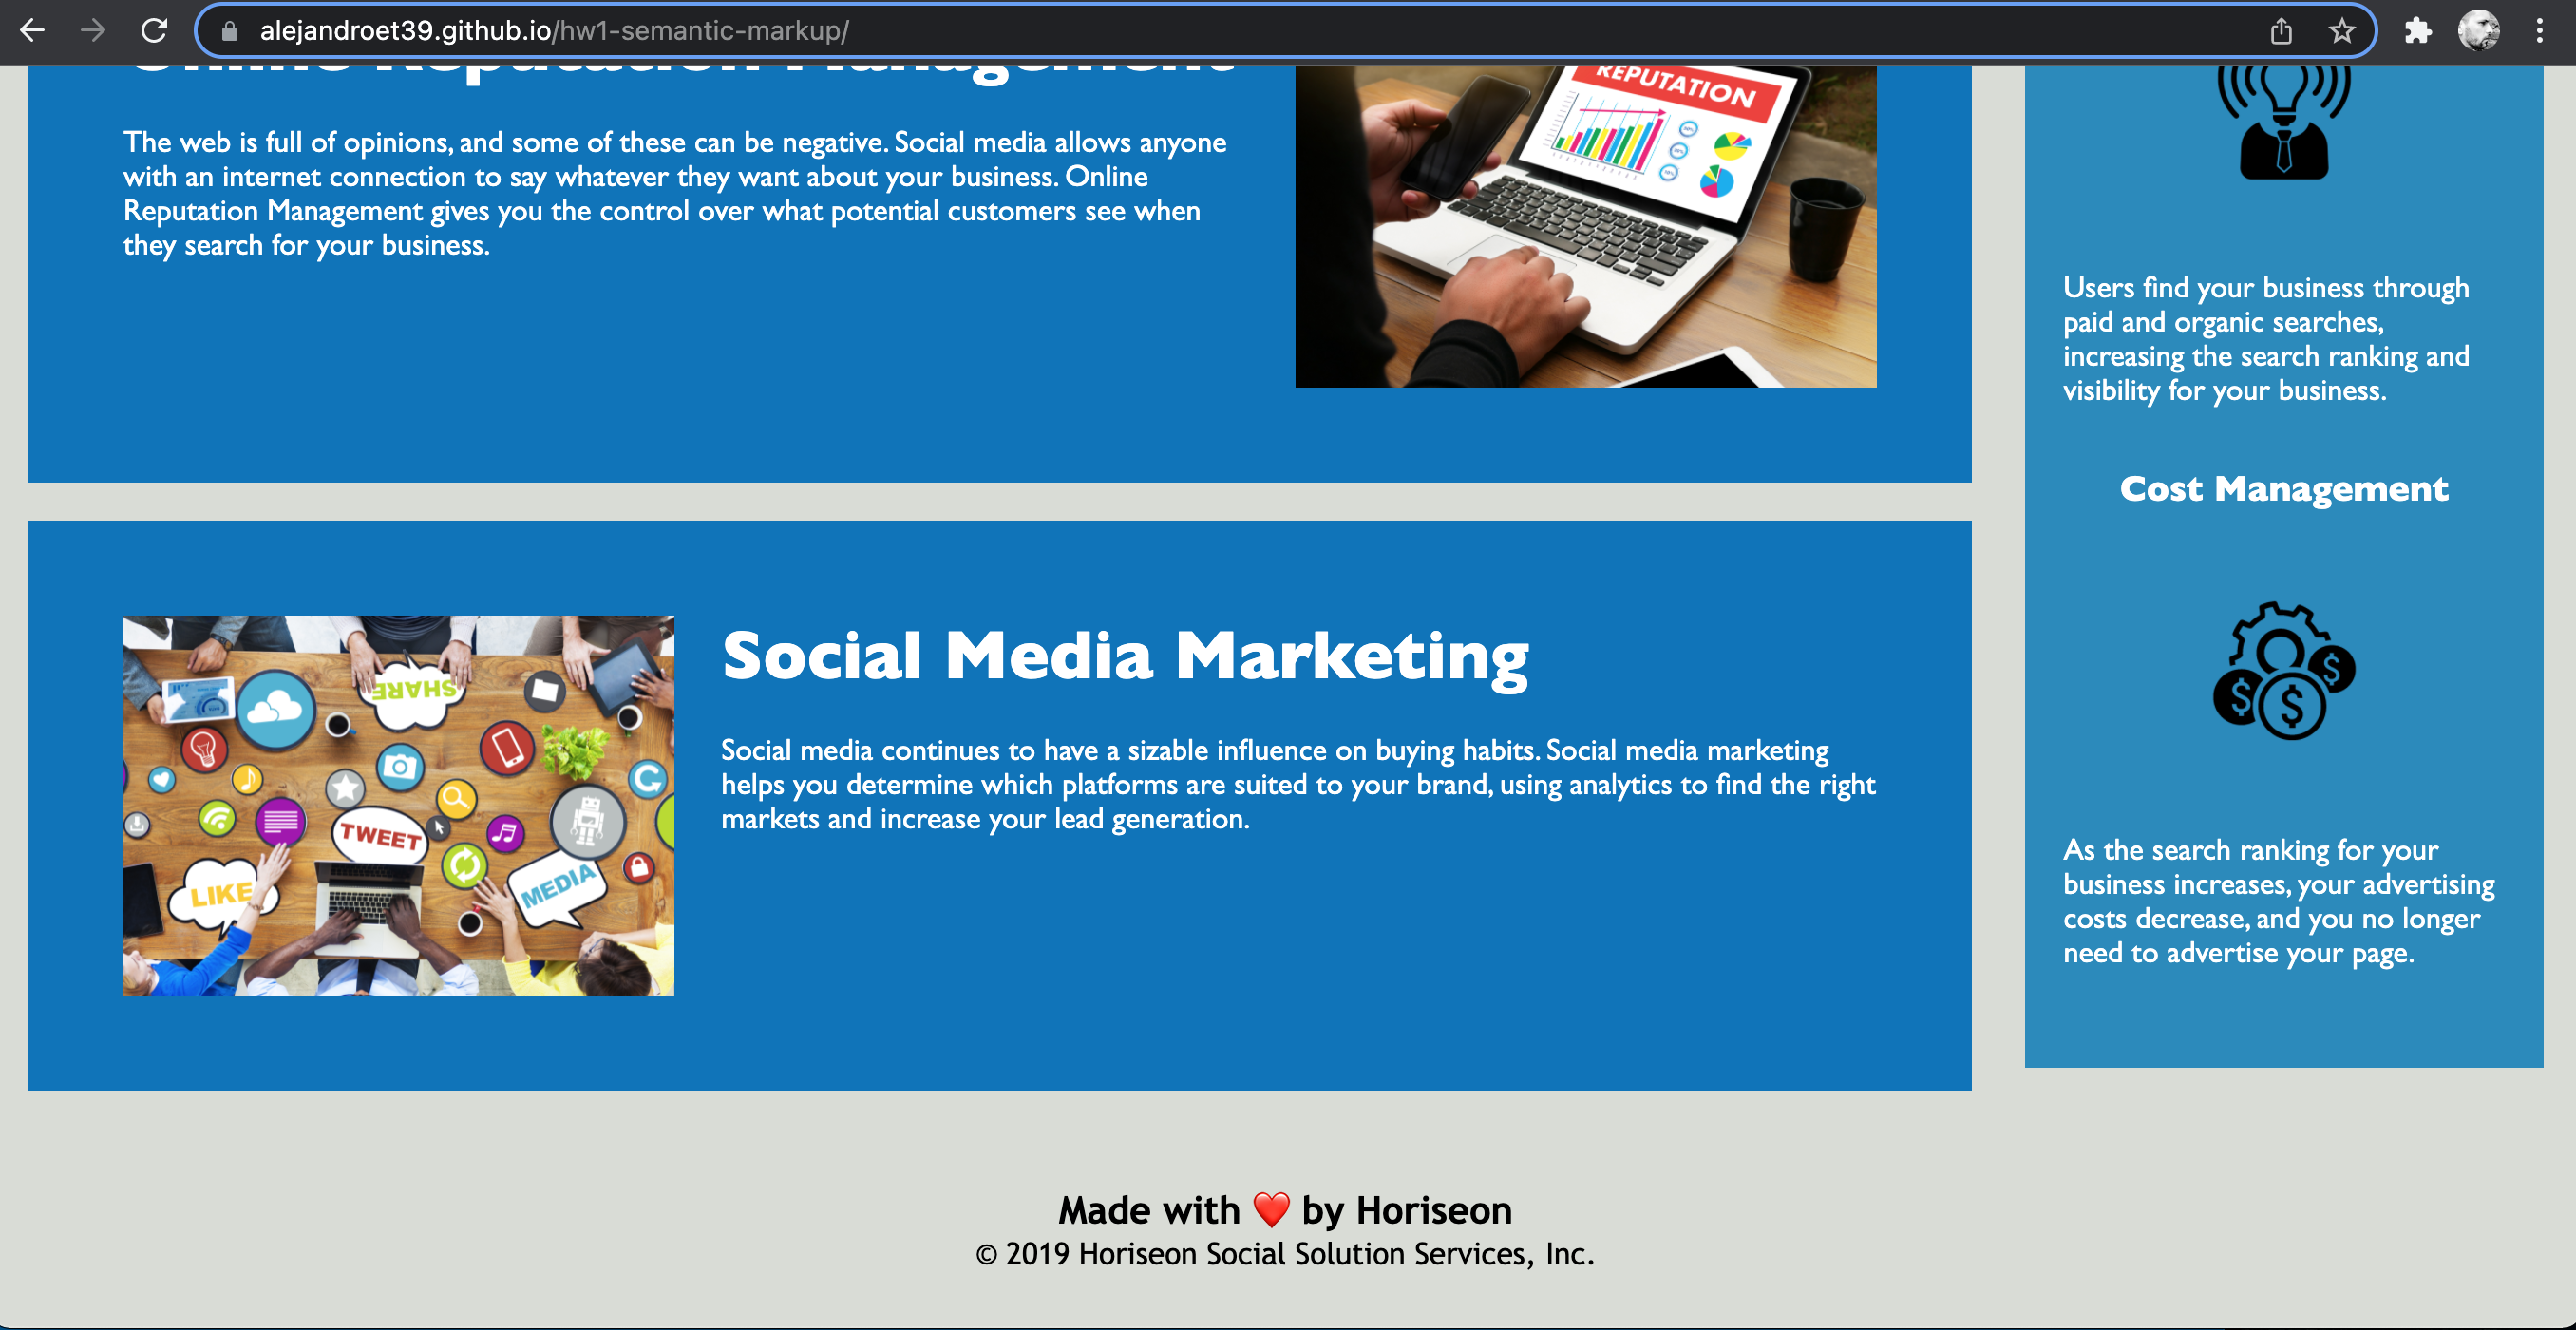 alejandroet39.github.io/hw1-semantic-markup/
Online Reputation Management
The web is full of opinions, and some of these can be negative. Social media allows anyone
with an internet connection to say whatever they want about your business. Online
Reputation Management gives you the control over what potential customers see when
they search for your business.
REPUTATION
Users find your business through
paid and organic searches,
increasing the search ranking and
visibility for your business.
Cost Management
$ $ $
As the search ranking for your
business increases, your advertising
costs decrease, and you no longer
need to advertise your page.
SHARE
TWEET
LIKE
MEDIA
Social Media Marketing
Social media continues to have a sizable influence on buying habits. Social media marketing
helps you determine which platforms are suited to your brand, using analytics to find the right
markets and increase your lead generation.
Made with ❤️ by Horiseon
© 2019 Horiseon Social Solution Services, Inc.